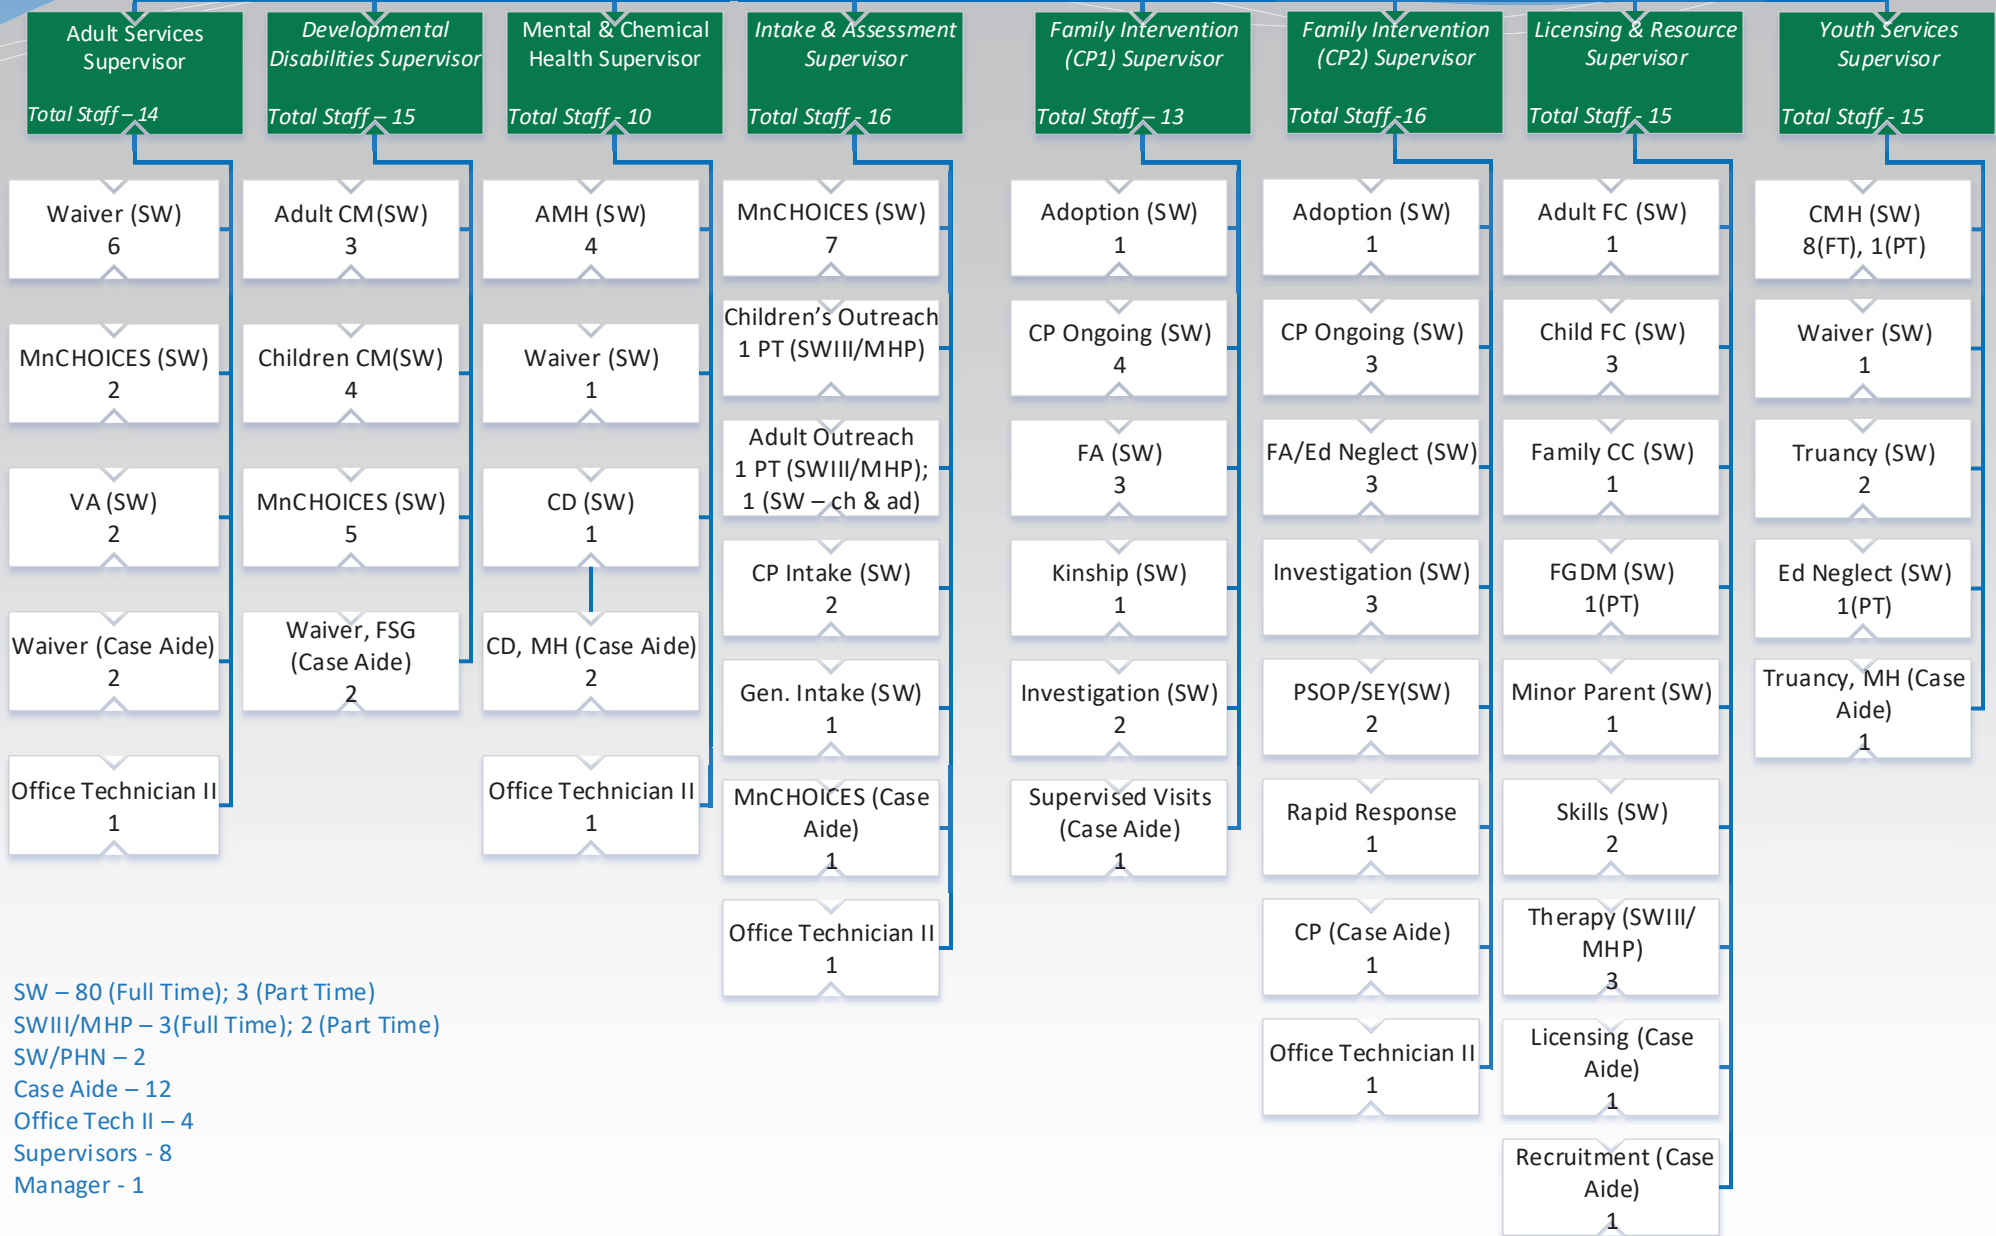 Adult Services
Supervisor
Total Staff – 14
Waiver (SW)
6
MnCHOICES (SW)
2
VA (SW)
2
Waiver (Case Aide)
2
Office Technician II
1
Developmental
Disabilities Supervisor
Total Staff – 15
Adult CM(SW)
3
Children CM(SW)
4
MnCHOICES (SW)
5
Waiver, FSG
(Case Aide)
2
Mental & Chemical
Health Supervisor
Total Staff - 10
AMH (SW)
4
Waiver (SW)
1
CD (SW)
1
CD, MH (Case Aide)
2
Office Technician II
1
Intake & Assessment
Supervisor
Total Staff - 16
MnCHOICES (SW)
7
Children’s Outreach
1 PT (SWIII/MHP)
Adult Outreach
1 PT (SWIII/MHP);
1 (SW – ch & ad)
CP Intake (SW)
2
Gen. Intake (SW)
1
MnCHOICES (Case
Aide)
1
Office Technician II
1
Family Intervention
(CP1) Supervisor
Total Staff – 13
Adoption (SW)
1
CP Ongoing (SW)
4
FA (SW)
3
Kinship (SW)
1
Investigation (SW)
2
Supervised Visits
(Case Aide)
1
Family Intervention
(CP2) Supervisor
Total Staff -16
Adoption (SW)
1
CP Ongoing (SW)
3
FA/Ed Neglect (SW)
3
Investigation (SW)
3
PSOP/SEY(SW)
2
Rapid Response
1
CP (Case Aide)
1
Office Technician II
1
Licensing & Resource
Supervisor
Total Staff - 15
Adult FC (SW)
1
Child FC (SW)
3
Family CC (SW)
1
FGDM (SW)
1(PT)
Minor Parent (SW)
1
Skills (SW)
2
Therapy (SWIII/
MHP)
3
Licensing (Case
Aide)
1
Recruitment (Case
Aide)
1
Youth Services
Supervisor
Total Staff - 15
CMH (SW)
8(FT), 1(PT)
Waiver (SW)
1
Truancy (SW)
2
Ed Neglect (SW)
1(PT)
Truancy, MH (Case
Aide)
1
SW – 80 (Full Time); 3 (Part Time)
SWIII/MHP – 3(Full Time); 2 (Part Time)
SW/PHN – 2
Case Aide – 12
Office Tech II – 4
Supervisors - 8
Manager - 1